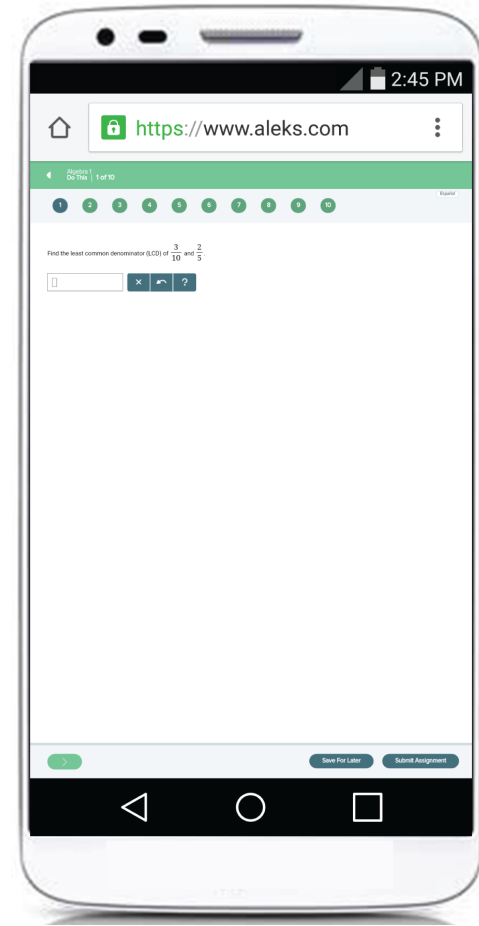 2:45 PM
https://www.aleks.com
Algebra 1
Do This | 1 of 10
Español
1 2 3 4 5 6 7 8 9 10
Find the least common denominator (LCD) of 3/10 and 2/5.
× ?
Save For Later Submit Assignment